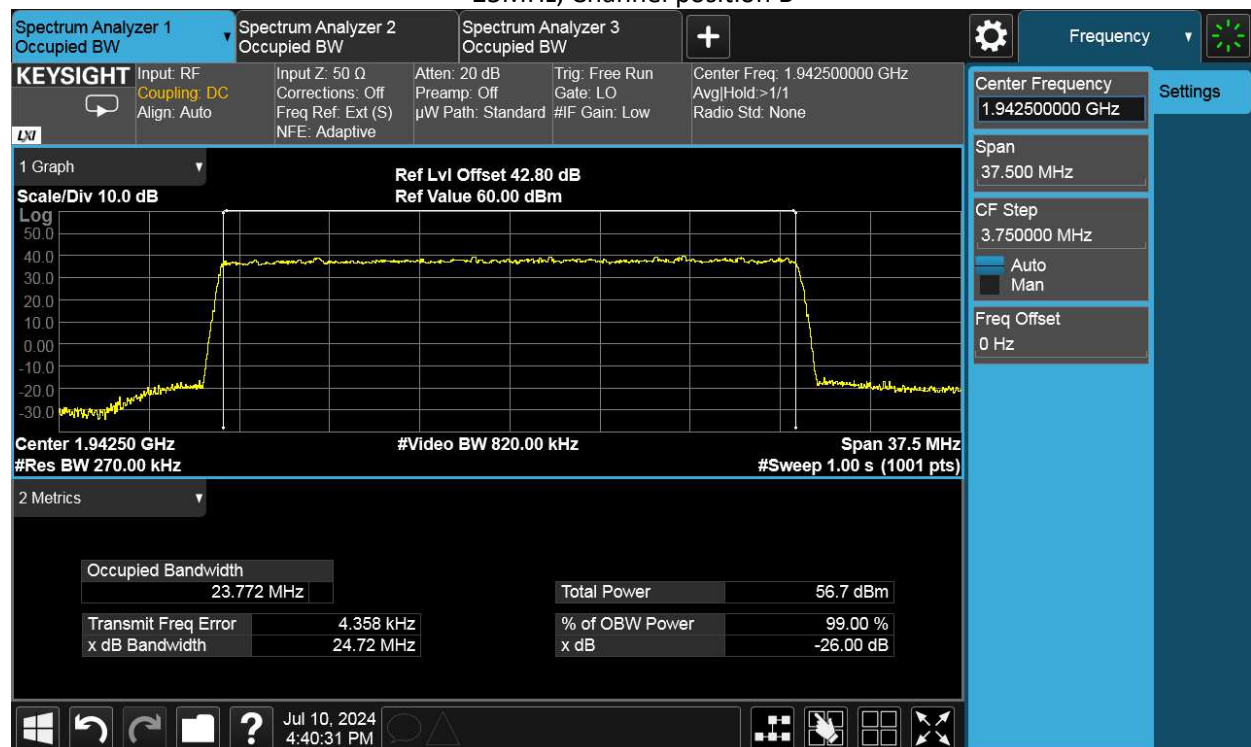 Spectrum Analyzer 1
Occupied BW
Spectrum Analyzer 2
Occupied BW
Spectrum Analyzer 3
Occupied BW
Frequency
KEYSIGHT
LXI
Input: RF
Coupling: DC
Align: Auto
Input Z: 50 Ω
Corrections: Off
Freq Ref: Ext (S)
NFE: Adaptive
Atten: 20 dB
Preamp: Off
µW Path: Standard
Trig: Free Run
Gate: LO
#IF Gain: Low
Center Freq: 1.942500000 GHz
Avg|Hold:>1/1
Radio Std: None
1 Graph
Scale/Div 10.0 dB
Ref Lvl Offset 42.80 dB
Ref Value 60.00 dBm
Log
50.0
40.0
30.0
20.0
10.0
0.00
-10.0
-20.0
-30.0
Center 1.94250 GHz
#Video BW 820.00 kHz
Span 37.5 MHz
#Res BW 270.00 kHz
#Sweep 1.00 s (1001 pts)
2 Metrics
Occupied Bandwidth
23.772 MHz
Total Power 56.7 dBm
Transmit Freq Error 4.358 kHz
% of OBW Power 99.00 %
x dB Bandwidth 24.72 MHz
x dB -26.00 dB
Jul 10, 2024
4:40:31 PM
Center Frequency
1.942500000 GHz
Settings
Span
37.500 MHz
CF Step
3.750000 MHz
Auto
Man
Freq Offset
0 Hz